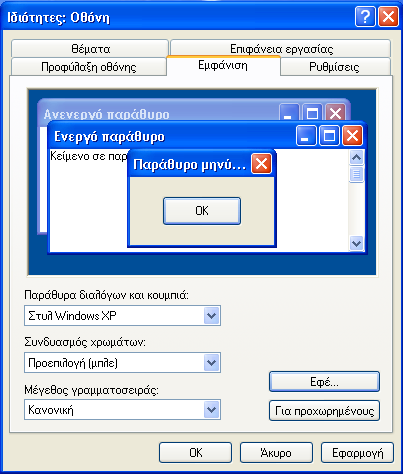 Ιδιότητες: Οθόνη
Θέματα
Επιφάνεια εργασίας
Προφύλαξη οθόνης
Εμφάνιση
Ρυθμίσεις
Ανενεργό παράθυρο
Ενεργό παράθυρο
Κείμενο σε παρ
Παράθυρο μηνύ...
OK
Παράθυρα διαλόγων και κουμπιά:
Στυλ Windows XP
Συνδυασμός χρωμάτων:
Προεπιλογή (μπλε)
Μέγεθος γραμματοσειράς:
Κανονική
Εφέ...
Για προχωρημένους
OK
Άκυρο
Εφαρμογή